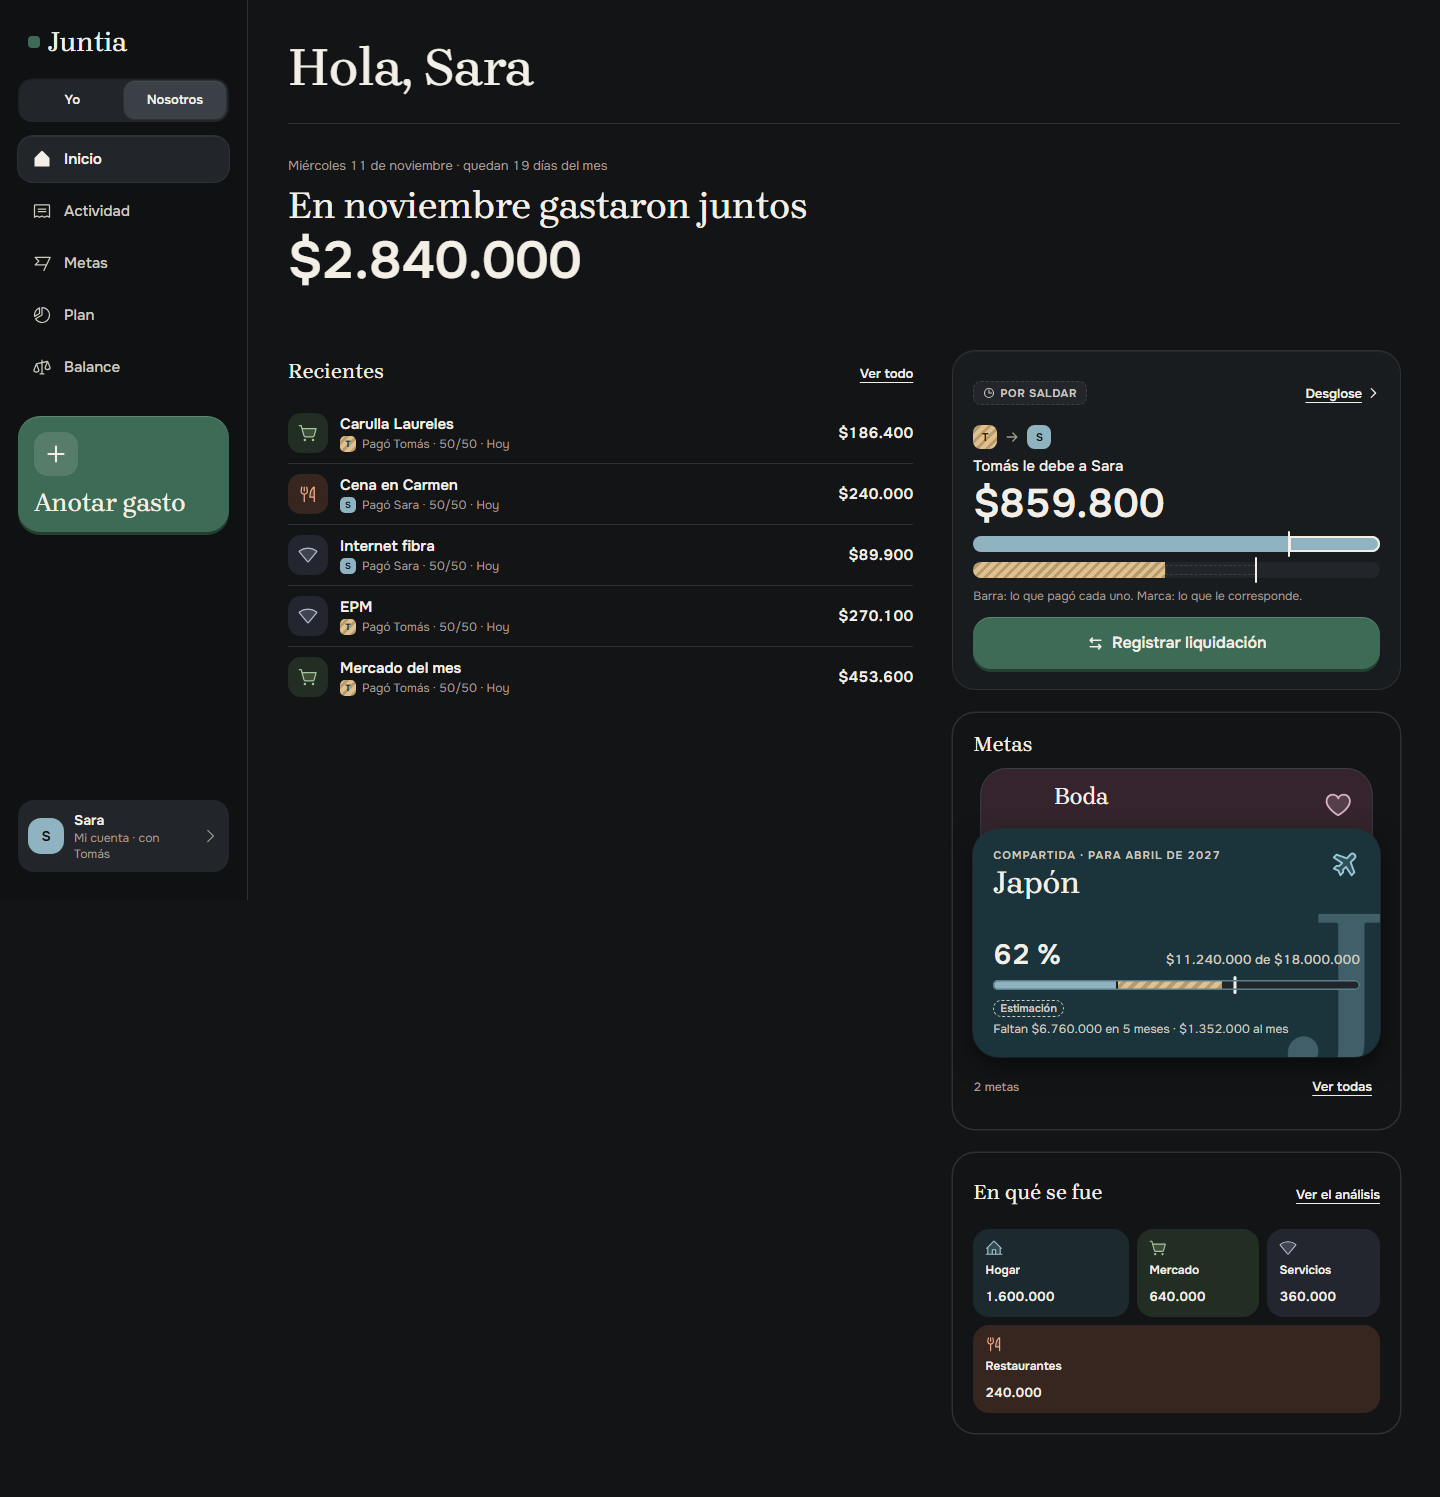 Juntia
Yo
Nosotros
Inicio
Actividad
Metas
Plan
Balance
Anotar gasto
S
Sara
Mi cuenta · con
Tomás
Hola, Sara
Miércoles 11 de noviembre · quedan 19 días del mes
En noviembre gastaron juntos
$2.840.000
Recientes
Ver todo
Carulla Laureles
T Pagó Tomás · 50/50 · Hoy
$186.400
Cena en Carmen
S Pagó Sara · 50/50 · Hoy
$240.000
Internet fibra
S Pagó Sara · 50/50 · Hoy
$89.900
EPM
T Pagó Tomás · 50/50 · Hoy
$270.100
Mercado del mes
T Pagó Tomás · 50/50 · Hoy
$453.600
POR SALDAR
Desglose
T → S
Tomás le debe a Sara
$859.800
Barra: lo que pagó cada uno. Marca: lo que le corresponde.
Registrar liquidación
Metas
Boda
COMPARTIDA · PARA ABRIL DE 2027
Japón
J
62 %
$11.240.000 de $18.000.000
Estimación
Faltan $6.760.000 en 5 meses · $1.352.000 al mes
2 metas
Ver todas
En qué se fue
Ver el análisis
Hogar
1.600.000
Mercado
640.000
Servicios
360.000
Restaurantes
240.000